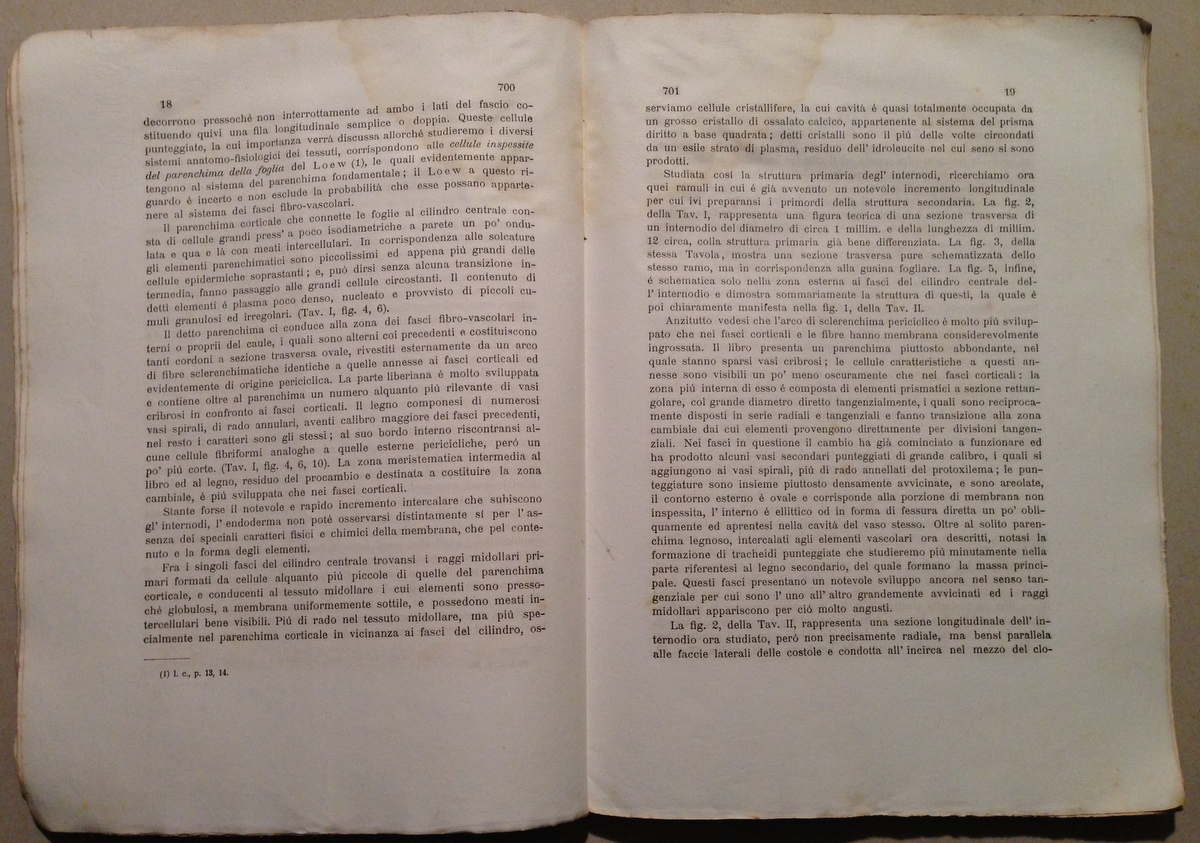 18
700
decorrono pressoché non interrottamente ad ambo i lati del fascio co-
stituendo quivi una fila longitudinale semplice o doppia. Queste cellule
punteggiate, la cui importanza verrà discussa allorché studieremo i diversi
sistemi anatomo-fisiologici dei tessuti, corrispondono alle cellule inspessite
del parenchima della foglia del Loew (1), le quali evidentemente appar-
tengono al sistema del parenchima fondamentale; il Loew a questo ri-
guardo é incerto e non esclude la probabilità che esse possano apparte-
nere al sistema dei fasci fibro-vascolari.
Il parenchima corticale che connette le foglie al cilindro centrale con-
sta di cellule grandi press' a poco isodiametriche a parete un po' ondu-
lata e qua e là con meati intercellulari. In corrispondenza alle solcature
gli elementi parenchimatici sono piccolissimi ed appena piú grandi delle
cellule epidermiche soprastanti; e, può dirsi senza alcuna transizione in-
termedia, fanno passaggio alle grandi cellule circostanti. Il contenuto di
detti elementi é plasma poco denso, nucleato e provvisto di piccoli cu-
muli granulosi ed irregolari. (Tav. I, fig. 4, 6).
Il detto parenchima ci conduce alla zona dei fasci fibro-vascolari in-
terni o proprii del caule, i quali sono alterni coi precedenti e costituiscono
tanti cordoni a sezione trasversa ovale, rivestiti esternamente da un arco
di fibre sclerenchimatiche identiche a quelle annesse ai fasci corticali ed
evidentemente di origine periciclica. La parte liberiana é molto sviluppata
e contiene oltre al parenchima un numero alquanto piú rilevante di vasi
cribrosi in confronto ai fasci corticali. Il legno componesi di numerosi
vasi spirali, di rado annulari, aventi calibro maggiore dei fasci precedenti,
nel resto i caratteri sono gli stessi; al suo bordo interno riscontransi al-
cune cellule fibriformi analoghe a quelle esterne pericicliche, peró un
po' piú corte. (Tav. I, fig. 4, 6, 10). La zona meristematica intermedia al
libro ed al legno, residuo del procambio e destinata a costituire la zona
cambiale, é piú sviluppata che nei fasci corticali.
Stante forse il notevole e rapido incremento intercalare che subiscono
gl' internodi, l' endoderma non poté osservarsi distintamente sí per l' as-
senza dei speciali caratteri fisici e chimici della membrana, che pel conte-
nuto e la forma degli elementi.
Fra i singoli fasci del cilindro centrale trovansi i raggi midollari pri-
mari formati da cellule alquanto piú piccole di quelle del parenchima
corticale, e conducenti al tessuto midollare i cui elementi sono presso-
ché globulosi, a membrana uniformemente sottile, e possedono meati in-
tercellulari bene visibili. Piú di rado nel tessuto midollare, ma piú spe-
cialmente nel parenchima corticale in vicinanza ai fasci del cilindro, os-
(1) l. c., p. 13, 14.
701
19
serviamo cellule cristallifere, la cui cavità é quasi totalmente occupata da
un grosso cristallo di ossalato calcico, appartenente al sistema del prisma
diritto a base quadrata; detti cristalli sono il piú delle volte circondati
da un esile strato di plasma, residuo dell' idroleucite nel cui seno si sono
prodotti.
Studiata cosí la struttura primaria degl' internodi, ricerchiamo ora
quei ramuli in cui é già avvenuto un notevole incremento longitudinale
per cui ivi preparansi i primordi della struttura secondaria. La fig. 2,
della Tav. I, rappresenta una figura teorica di una sezione trasversa di
un internodio del diametro di circa 1 millim. e della lunghezza di millim.
12 circa, colla struttura primaria già bene differenziata. La fig. 3, della
stessa Tavola, mostra una sezione trasversa pure schematizzata dello
stesso ramo, ma in corrispondenza alla guaina fogliare. La fig. 5, infine,
é schematica solo nella zona esterna ai fasci del cilindro centrale del-
l' internodio e dimostra sommariamente la struttura di questi, la quale é
poi chiaramente manifesta nella fig. 1, della Tav. II.
Anzitutto vedesi che l'arco di sclerenchima periciclico é molto piú svilup-
pato che nei fasci corticali e le fibre hanno membrana considerevolmente
ingrossata. Il libro presenta un parenchima piuttosto abbondante, nel
quale stanno sparsi vasi cribrosi; le cellule caratteristiche a questi an-
nesse sono visibili un po' meno oscuramente che nei fasci corticali: la
zona piú interna di esso é composta di elementi prismatici a sezione rettan-
golare, col grande diametro diretto tangenzialmente, i quali sono reciproca-
mente disposti in serie radiali e tangenziali e fanno transizione alla zona
cambiale dai cui elementi provengono direttamente per divisioni tangen-
ziali. Nei fasci in questione il cambio ha già cominciato a funzionare ed
ha prodotto alcuni vasi secondari punteggiati di grande calibro, i quali si
aggiungono ai vasi spirali, piú di rado annellati del protoxilema; le pun-
teggiature sono insieme piuttosto densamente avvicinate, e sono areolate,
il contorno esterno é ovale e corrisponde alla porzione di membrana non
inspessita, l' interno é ellittico od in forma di fessura diretta un po' obli-
quamente ed aprentesi nella cavità del vaso stesso. Oltre al solito paren-
chima legnoso, intercalati agli elementi vascolari ora descritti, notasi la
formazione di tracheidi punteggiate che studieremo piú minutamente nella
parte riferentesi al legno secondario, del quale formano la massa princi-
pale. Questi fasci presentano un notevole sviluppo ancora nel senso tan-
genziale per cui sono l' uno all' altro grandemente avvicinati ed i raggi
midollari appariscono per ció molto angusti.
La fig. 2, della Tav. II, rappresenta una sezione longitudinale dell' in-
ternodio ora studiato, peró non precisamente radiale, ma bensí parallela
alle faccie laterali delle costole e condotta all' incirca nel mezzo del clo-